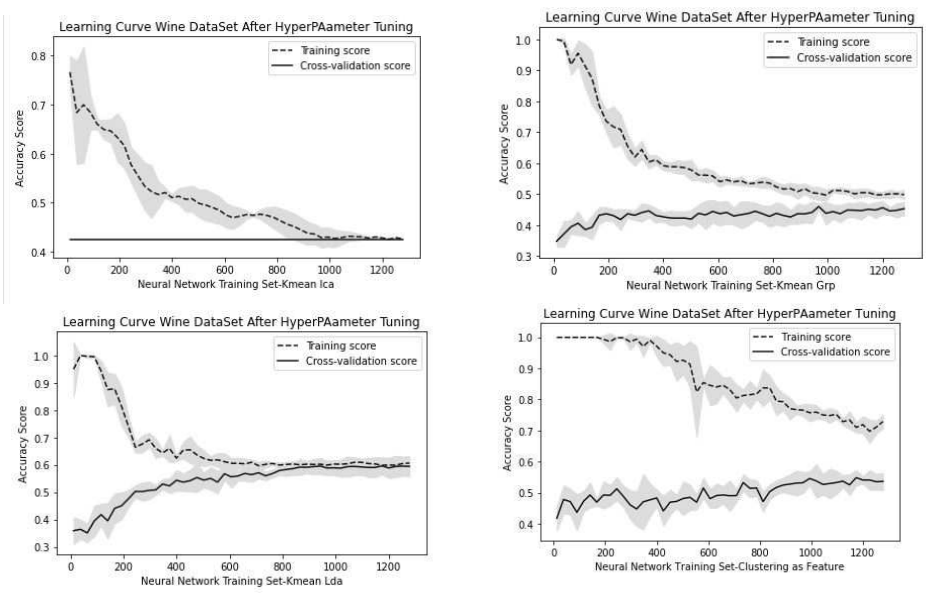 Learning Curve Wine DataSet After HyperPAameter Tuning
Training score
Cross-validation score
0.8
0.7
0.6
0.5
0.4
Accuracy Score
0 200 400 600 800 1000 1200
Neural Network Training Set-Kmean Ica
Learning Curve Wine DataSet After HyperPAameter Tuning
Training score
Cross-validation score
1.0
0.9
0.8
0.7
0.6
0.5
0.4
0.3
Accuracy Score
0 200 400 600 800 1000 1200
Neural Network Training Set-Kmean Grp
Learning Curve Wine DataSet After HyperPAameter Tuning
Training score
Cross-validation score
1.0
0.9
0.8
0.7
0.6
0.5
0.4
0.3
Accuracy Score
0 200 400 600 800 1000 1200
Neural Network Training Set-Kmean Lda
Learning Curve Wine DataSet After HyperPAameter Tuning
Training score
Cross-validation score
1.0
0.9
0.8
0.7
0.6
0.5
0.4
Accuracy Score
0 200 400 600 800 1000 1200
Neural Network Training Set-Clustering as Feature